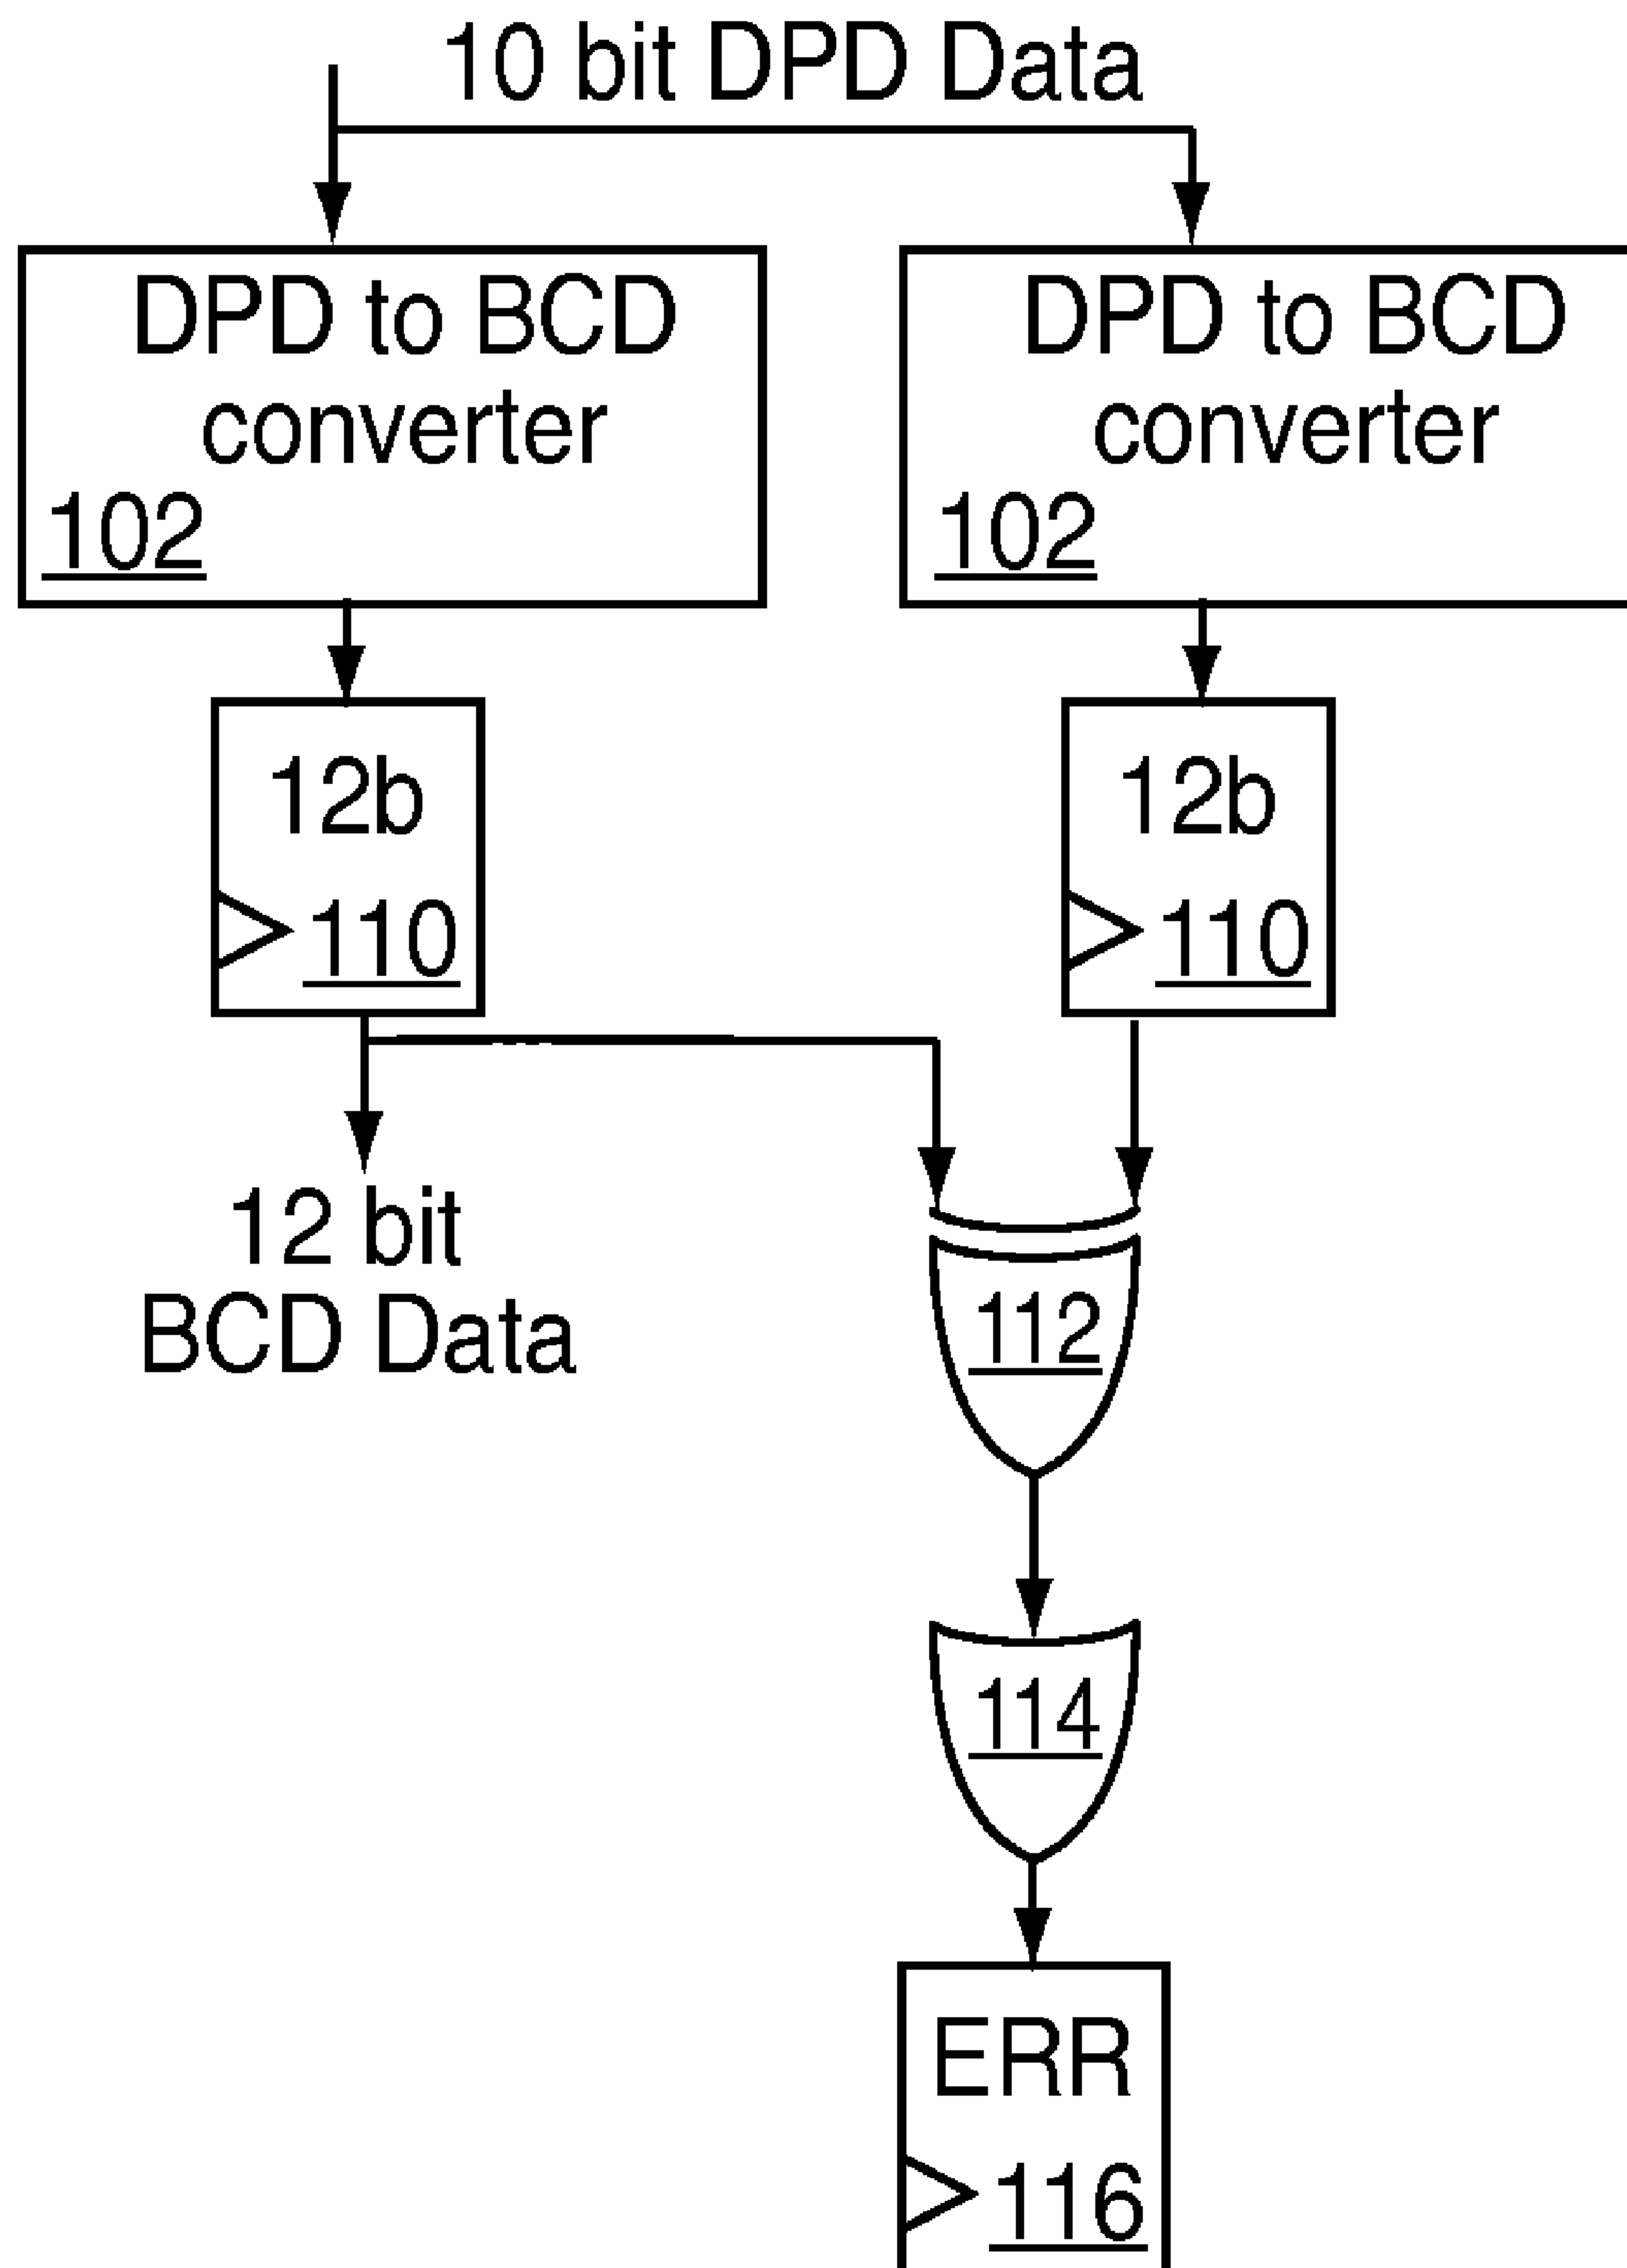 10 bit DPD Data
DPD to BCD
converter
102
DPD to BCD
converter
102
12b
110
12b
110
12 bit
BCD Data
112
114
ERR
116